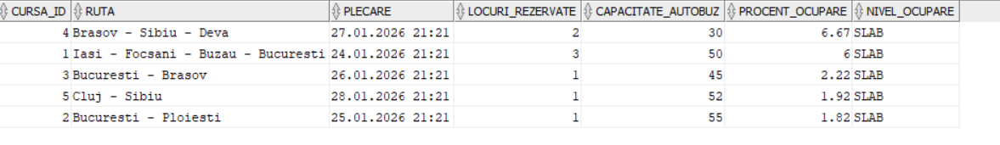 CURSA_ID RUTA PLECARE LOCURI_REZERVATE CAPACITATE_AUTOBUZ PROCENT_OCUPARE NIVEL_OCUPARE
4 Brasov - Sibiu - Deva 27.01.2026 21:21 2 30 6.67 SLAB
1 Iasi - Focsani - Buzau - Bucuresti 24.01.2026 21:21 3 50 6 SLAB
3 Bucuresti - Brasov 26.01.2026 21:21 1 45 2.22 SLAB
5 Cluj - Sibiu 28.01.2026 21:21 1 52 1.92 SLAB
2 Bucuresti - Ploiesti 25.01.2026 21:21 1 55 1.82 SLAB